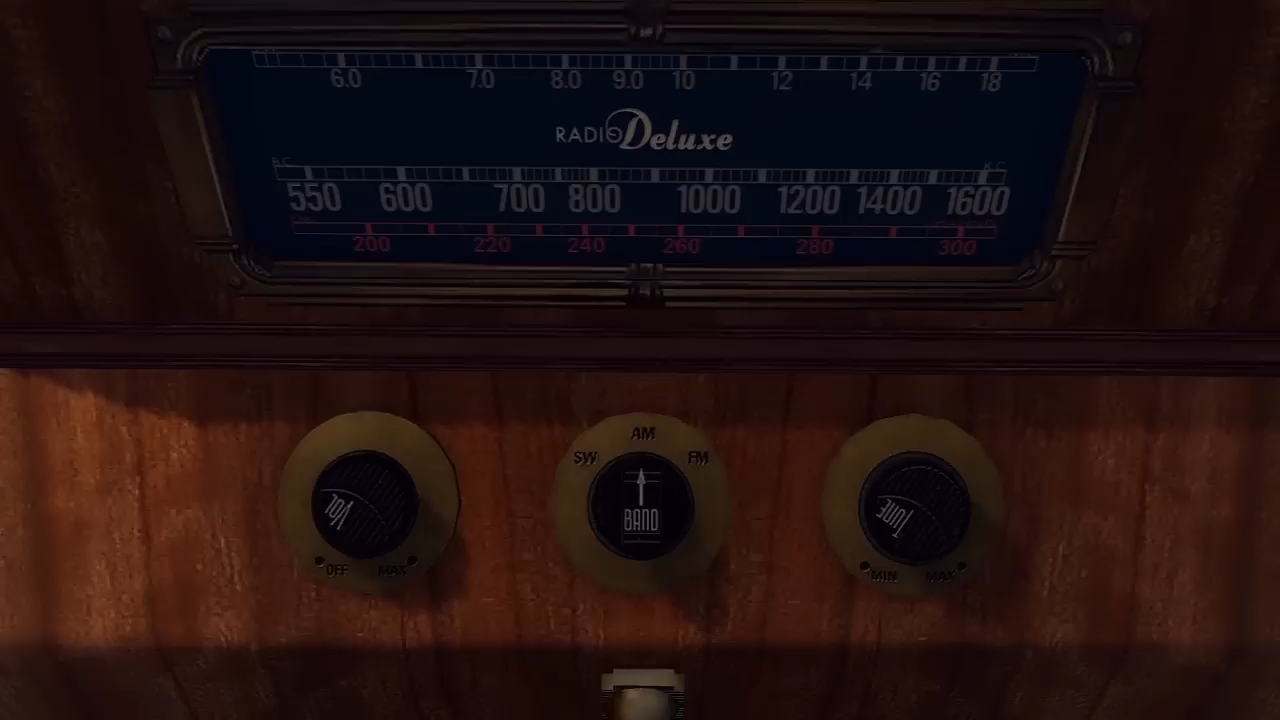 6.0 7.0 8.0 9.0 10 12 14 16 18
RADIO Deluxe
B.C. K.C.
550 600 700 800 1000 1200 1400 1600
200 220 240 260 280 300
AM
SW FM
VOL BAND TUNE
OFF MAX MIN MAX